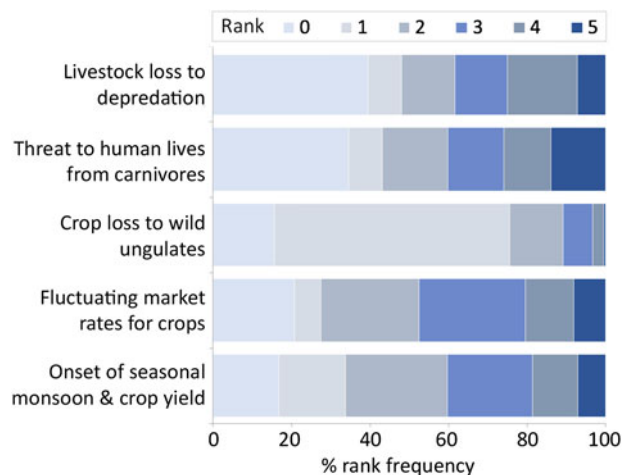 Rank 0 1 2 3 4 5
Livestock loss to
depredation
Threat to human lives
from carnivores
Crop loss to wild
ungulates
Fluctuating market
rates for crops
Onset of seasonal
monsoon & crop yield
0 20 40 60 80 100
% rank frequency